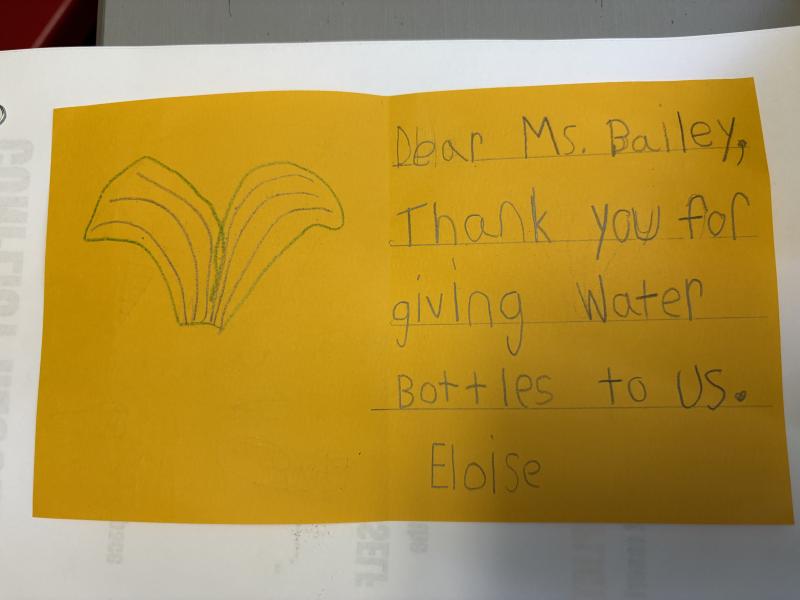 Dear Ms. Bailey,
Thank you for
giving Water
Bottles to US.
Eloise